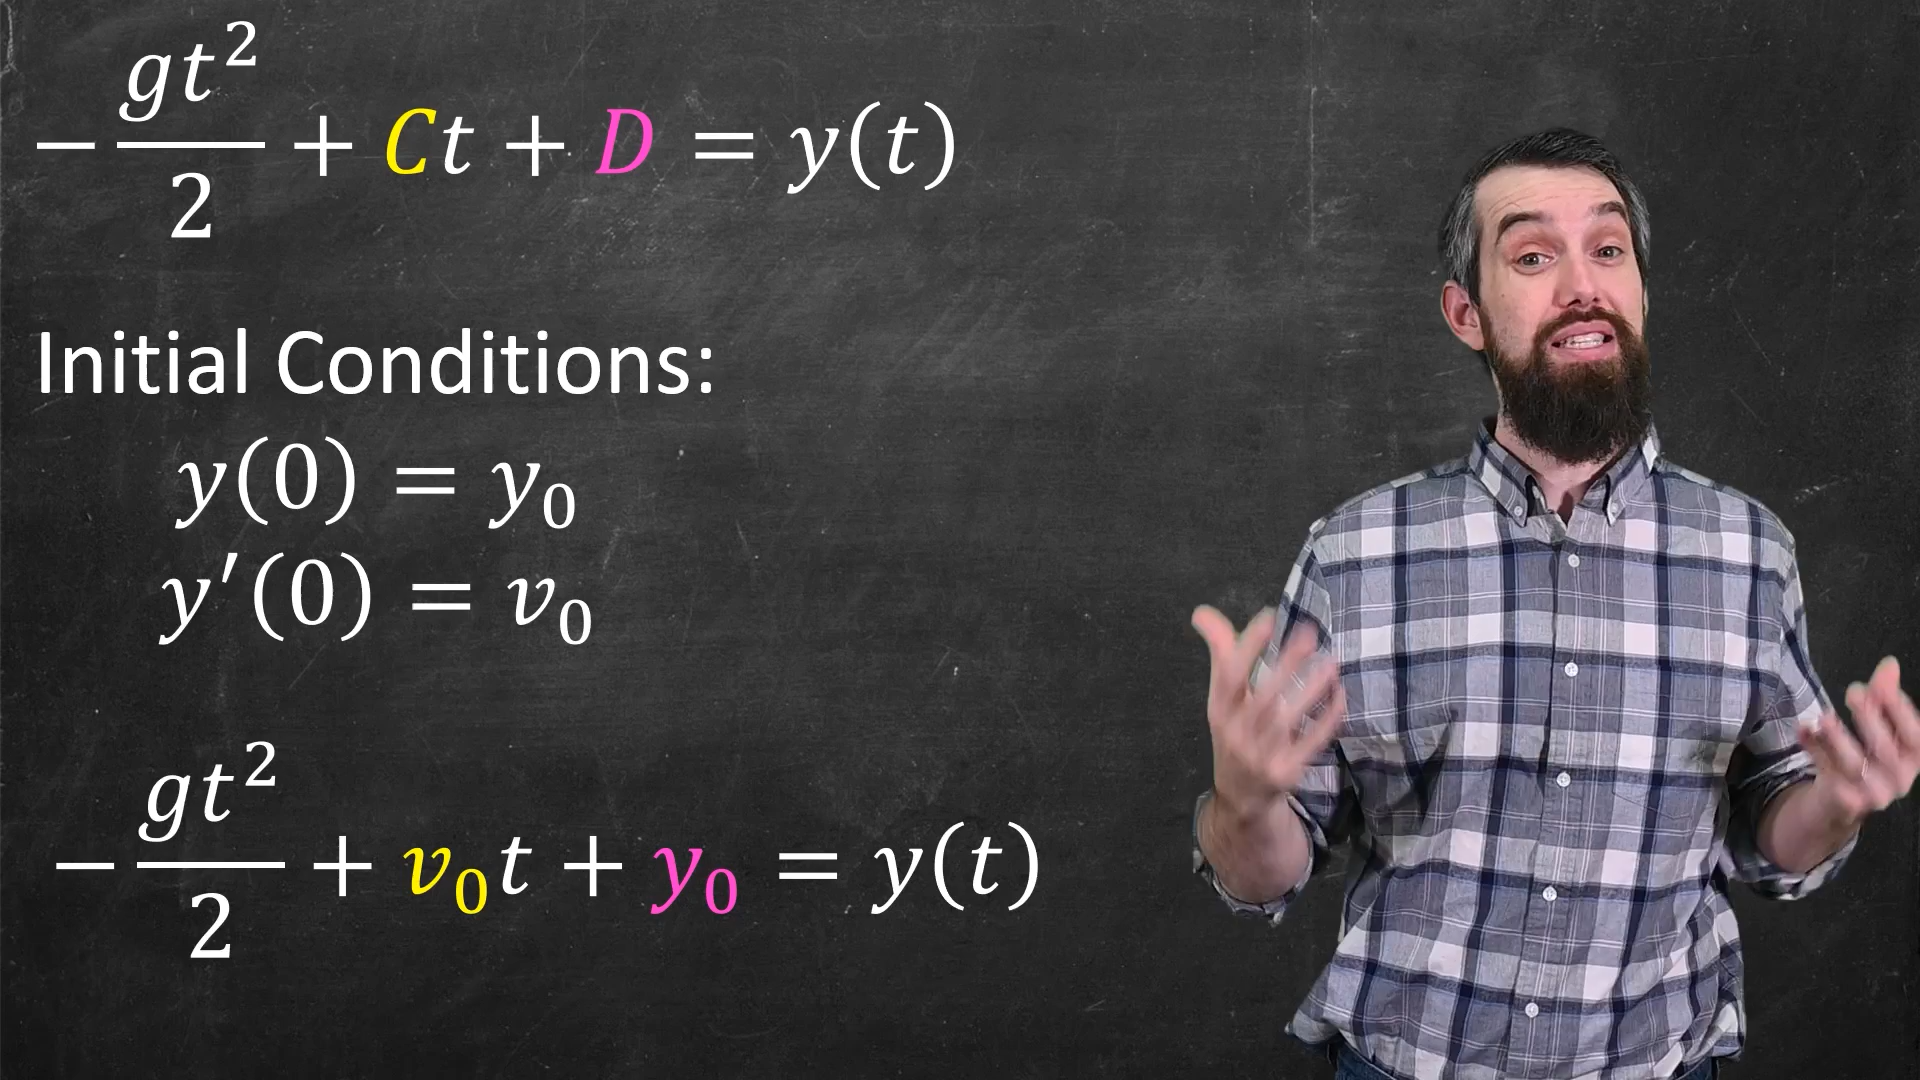 −gt²/2 + Ct + D = y(t)
Initial Conditions:
y(0) = y₀
y′(0) = v₀
−gt²/2 + v₀t + y₀ = y(t)